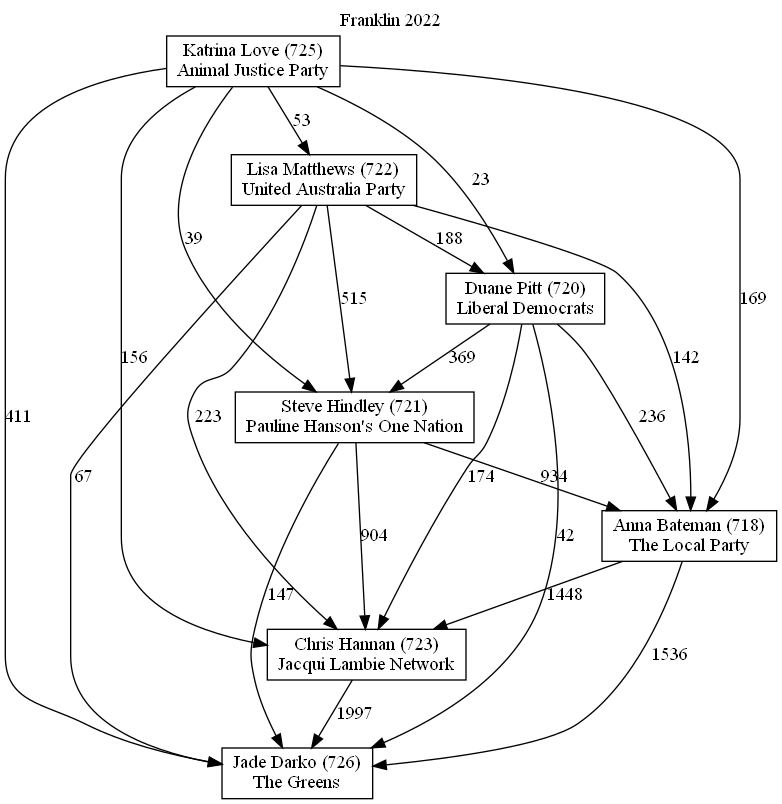 Franklin 2022
Katrina Love (725)
Animal Justice Party
53
Lisa Matthews (722)
United Australia Party
23
39
188
Duane Pitt (720)
Liberal Democrats
515
169
156
369
142
Steve Hindley (721)
Pauline Hanson's One Nation
411
223
236
67
174
934
Anna Bateman (718)
The Local Party
904
42
147
1448
Chris Hannan (723)
Jacqui Lambie Network
1536
1997
Jade Darko (726)
The Greens